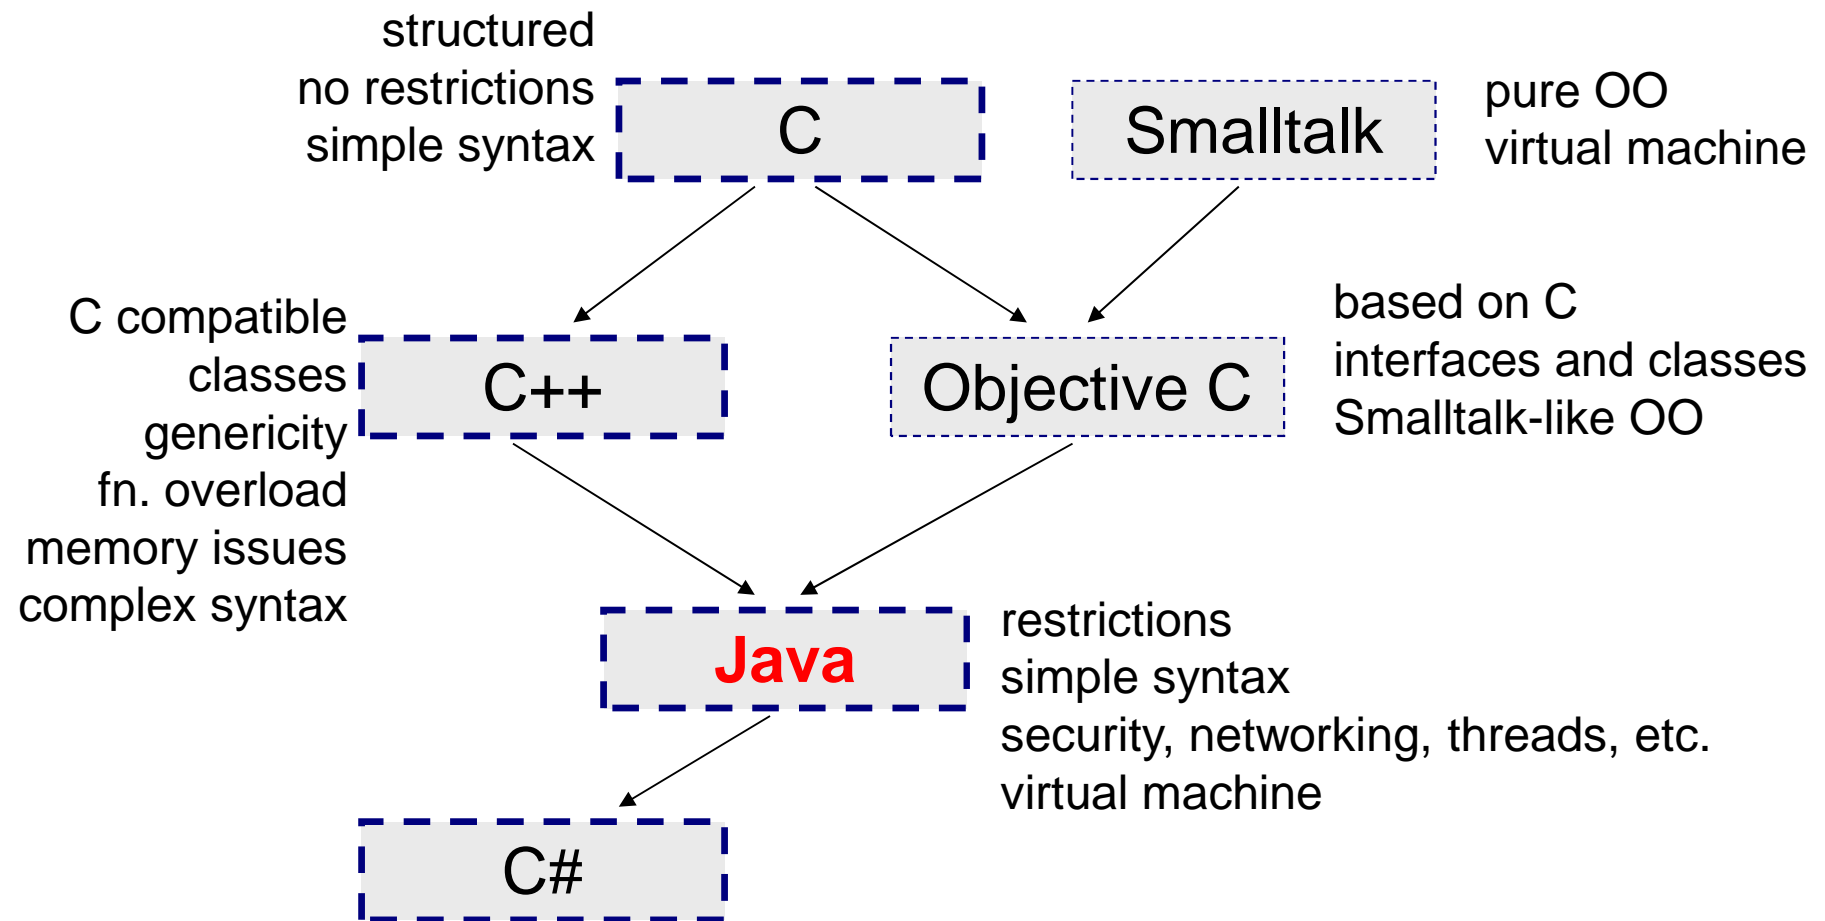 structured
no restrictions
simple syntax
C
Smalltalk
pure OO
virtual machine
C compatible
classes
genericity
fn. overload
memory issues
complex syntax
C++
Objective C
based on C
interfaces and classes
Smalltalk-like OO
Java
restrictions
simple syntax
security, networking, threads, etc.
virtual machine
C#